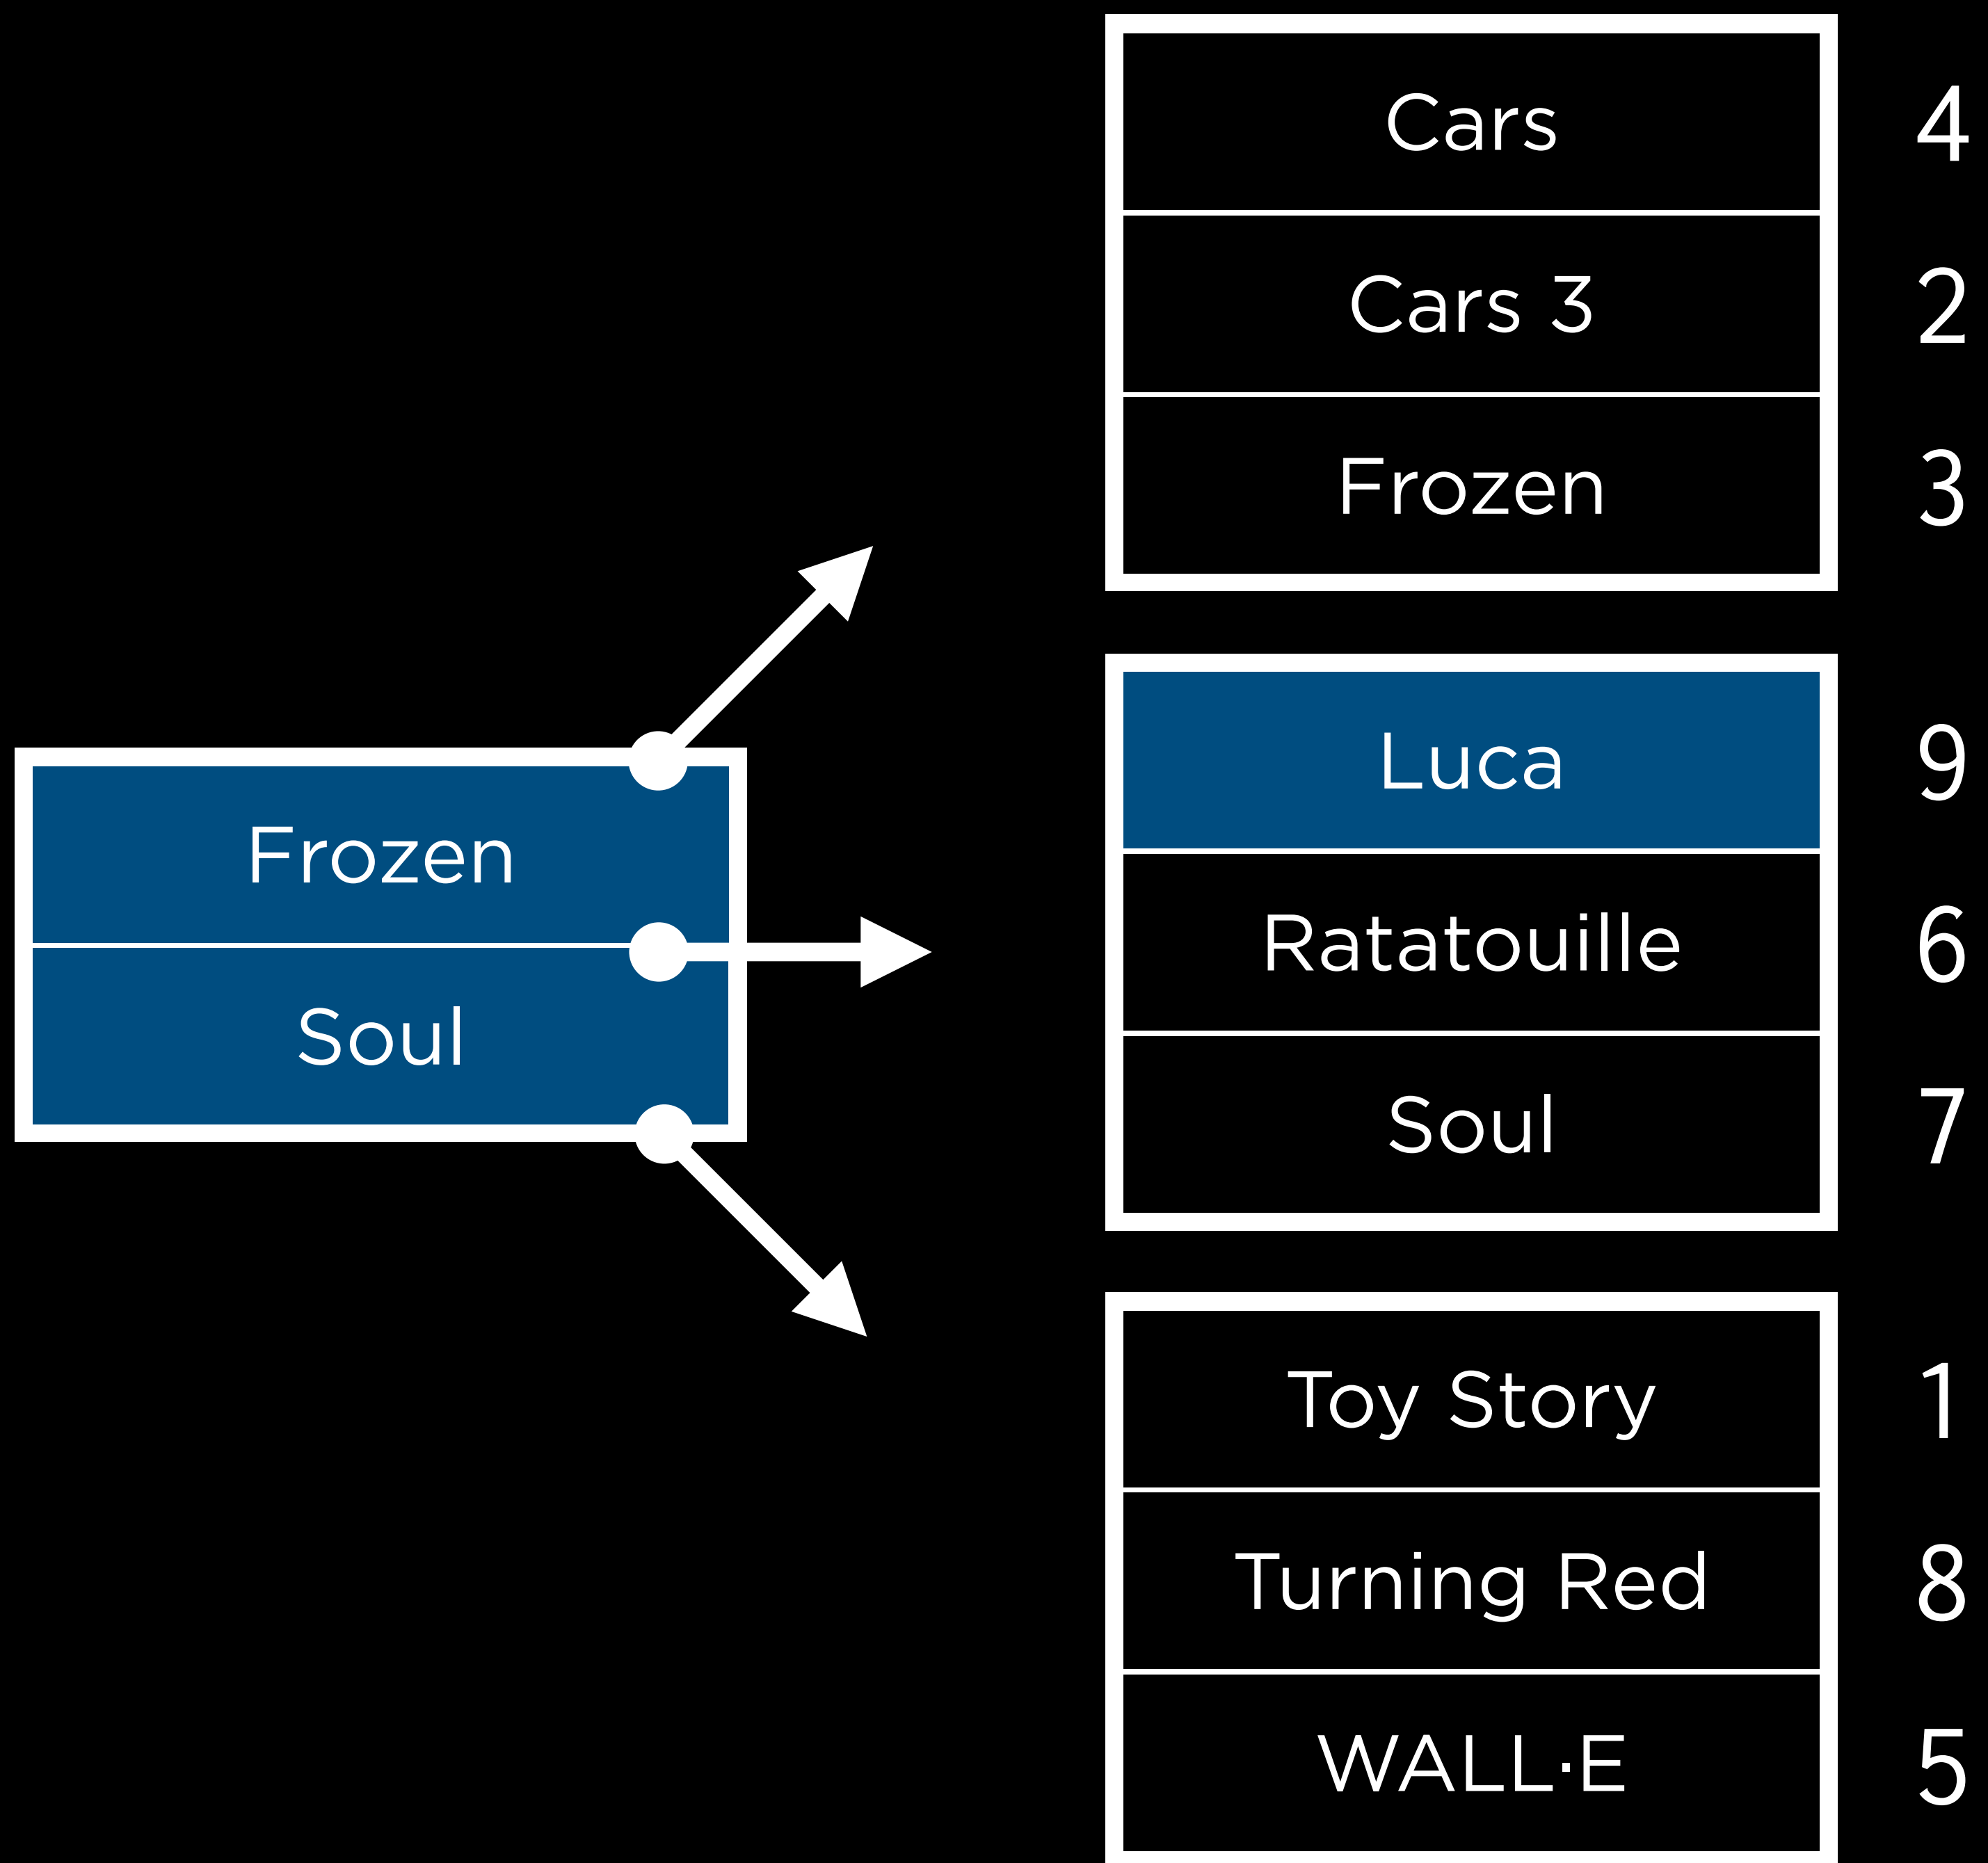 Frozen
Soul
Cars 4
Cars 3 2
Frozen 3
Luca 9
Ratatouille 6
Soul 7
Toy Story 1
Turning Red 8
WALL·E 5